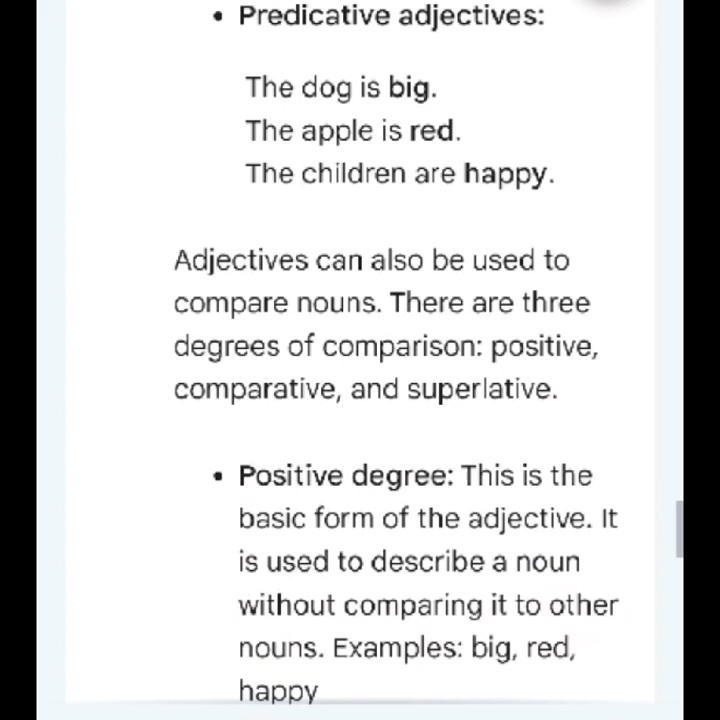 • Predicative adjectives:
The dog is big.
The apple is red.
The children are happy.
Adjectives can also be used to
compare nouns. There are three
degrees of comparison: positive,
comparative, and superlative.
• Positive degree: This is the
basic form of the adjective. It
is used to describe a noun
without comparing it to other
nouns. Examples: big, red,
happy